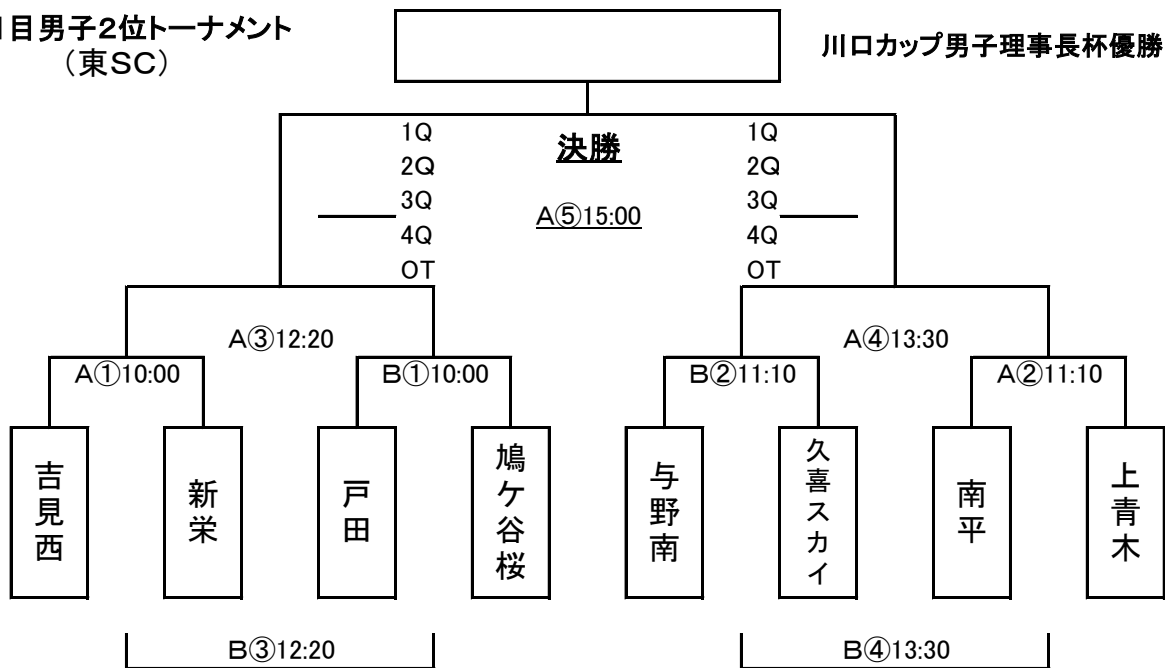 目男子2位トーナメント
（東SC）
川口カップ男子理事長杯優勝
1Q
2Q
3Q
4Q
OT
決勝
A⑤15:00
1Q
2Q
3Q
4Q
OT
A③12:20
A④13:30
A①10:00
B①10:00
B②11:10
A②11:10
吉見西
新栄
戸田
鳩ケ谷桜
与野南
久喜スカイ
南平
上青木
B③12:20
B④13:30